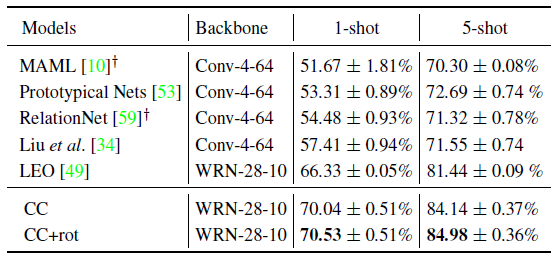 Models Backbone 1-shot 5-shot
MAML [10]† Conv-4-64 51.67 ± 1.81% 70.30 ± 0.08%
Prototypical Nets [53] Conv-4-64 53.31 ± 0.89% 72.69 ± 0.74 %
RelationNet [59]† Conv-4-64 54.48 ± 0.93% 71.32 ± 0.78%
Liu et al. [34] Conv-4-64 57.41 ± 0.94% 71.55 ± 0.74
LEO [49] WRN-28-10 66.33 ± 0.05% 81.44 ± 0.09 %
CC WRN-28-10 70.04 ± 0.51% 84.14 ± 0.37%
CC+rot WRN-28-10 70.53 ± 0.51% 84.98 ± 0.36%